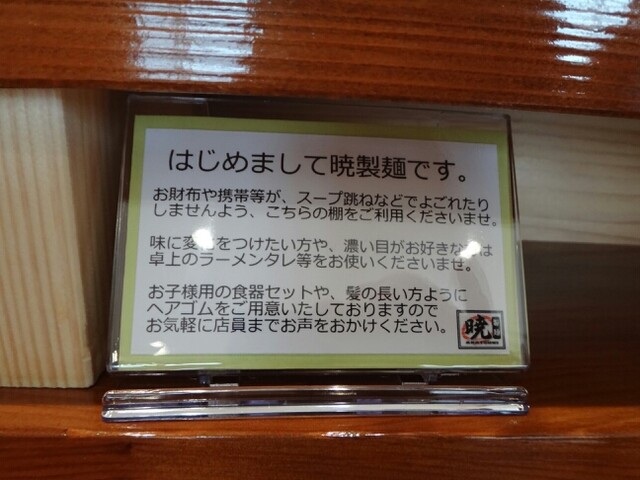 はじめまして暁製麺です。
お財布や携帯等が、スープ跳ねなどでよごれたり
しませんよう、こちらの棚をご利用くださいませ。
味に変をつけたい方や、濃い目がお好きなは
卓上のラーメンタレ等をお使いくださいませ。
お子様用の食器セットや、髪の長い方ように
ヘアゴムをご用意いたしておりますので
お気軽に店員までお声をおかけください。
暁